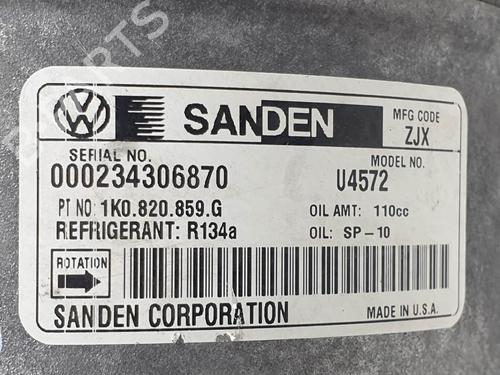 SANDEN
MFG CODE
ZJX
SERIAL NO.
000234306870
MODEL NO.
U4572
PT NO: 1K0.820.859.G
OIL AMT: 110cc
REFRIGERANT: R134a
OIL: SP-10
ROTATION
SANDEN CORPORATION
MADE IN U.S.A.